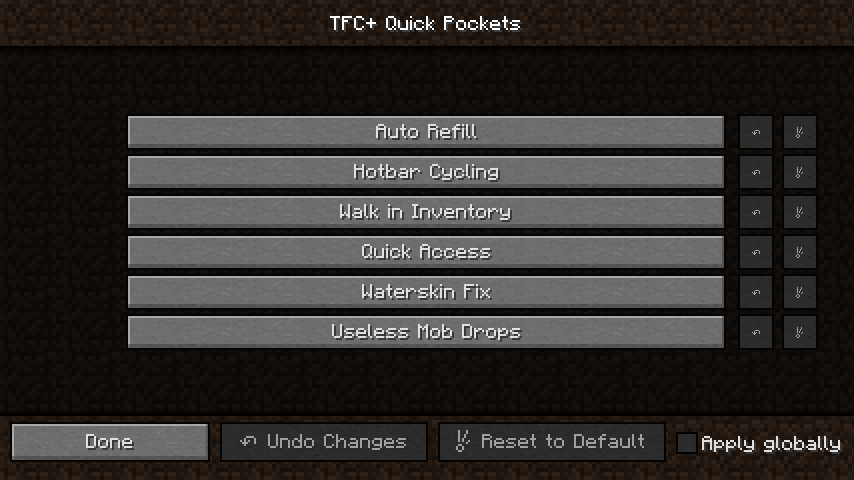 TFC+ Quick Pockets
Auto Refill
Hotbar Cycling
Walk in Inventory
Quick Access
Waterskin Fix
Useless Mob Drops
Done
Undo Changes
Reset to Default
Apply globally